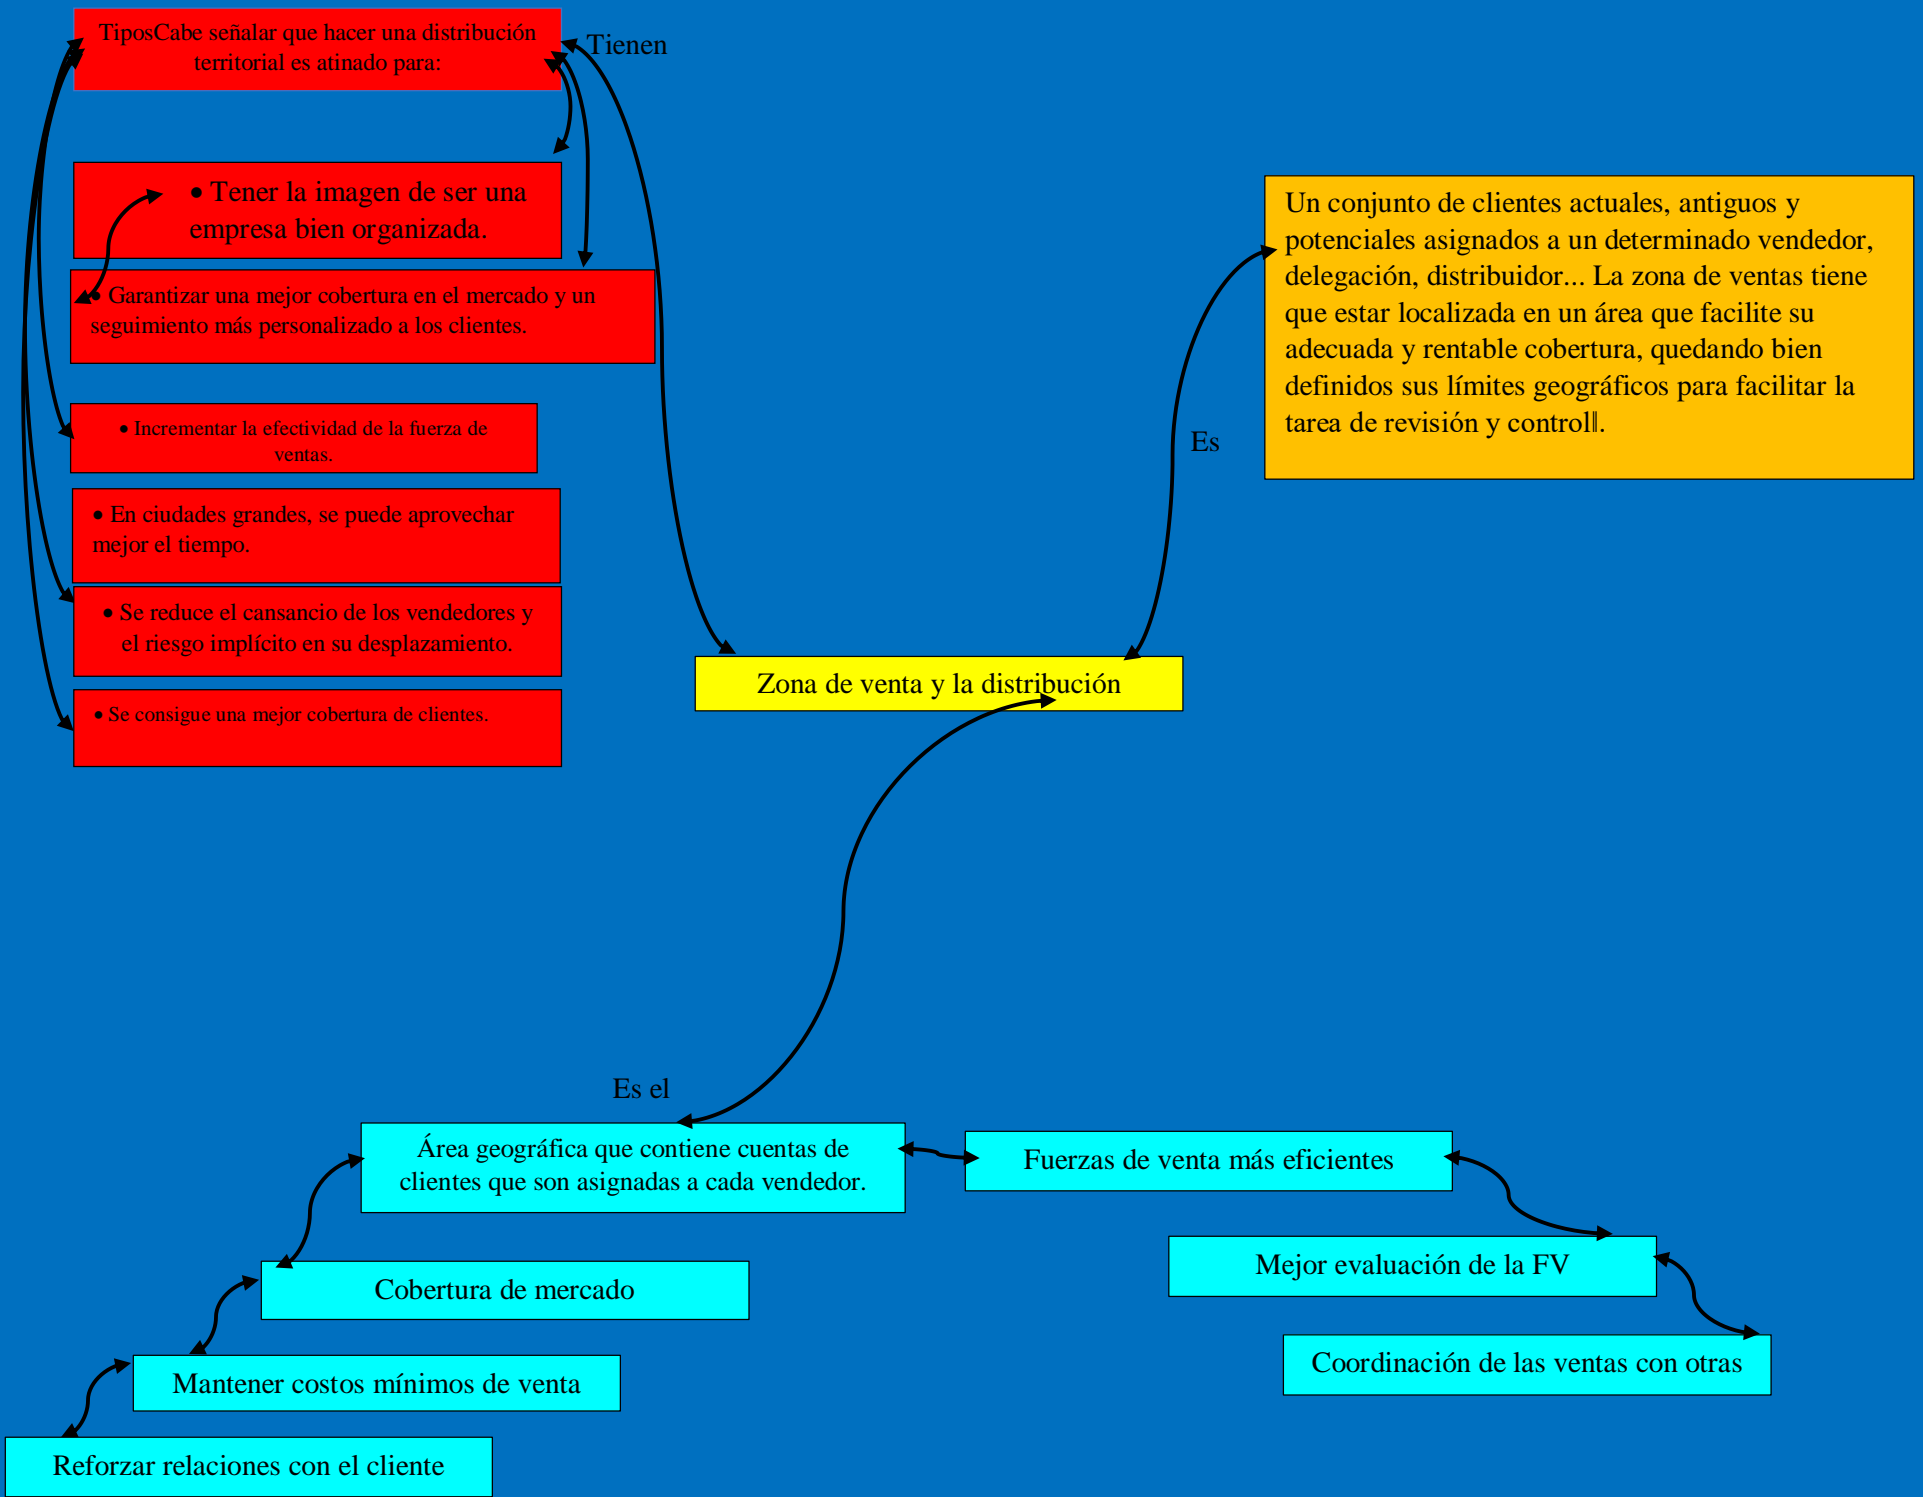 TiposCabe señalar que hacer una distribución
territorial es atinado para:
Tienen
• Tener la imagen de ser una
empresa bien organizada.
• Garantizar una mejor cobertura en el mercado y un
seguimiento más personalizado a los clientes.
• Incrementar la efectividad de la fuerza de
ventas.
• En ciudades grandes, se puede aprovechar
mejor el tiempo.
• Se reduce el cansancio de los vendedores y
el riesgo implícito en su desplazamiento.
• Se consigue una mejor cobertura de clientes.
Un conjunto de clientes actuales, antiguos y
potenciales asignados a un determinado vendedor,
delegación, distribuidor... La zona de ventas tiene
que estar localizada en un área que facilite su
adecuada y rentable cobertura, quedando bien
definidos sus límites geográficos para facilitar la
tarea de revisión y control‖.
Es
Zona de venta y la distribución
Es el
Área geográfica que contiene cuentas de
clientes que son asignadas a cada vendedor.
Fuerzas de venta más eficientes
Mejor evaluación de la FV
Coordinación de las ventas con otras
Cobertura de mercado
Mantener costos mínimos de venta
Reforzar relaciones con el cliente